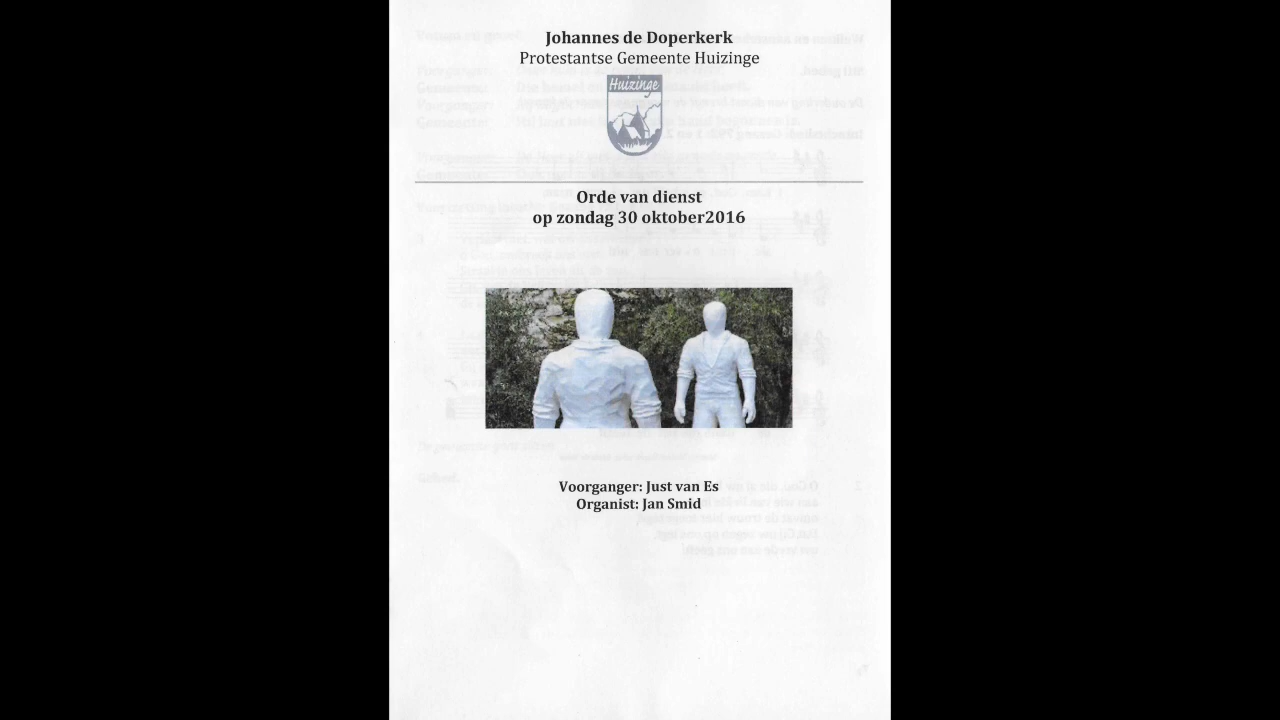 Johannes de Doperkerk
Protestantse Gemeente Huizinge
Huizinge
Orde van dienst
op zondag 30 oktober2016
Voorganger: Just van Es
Organist: Jan Smid